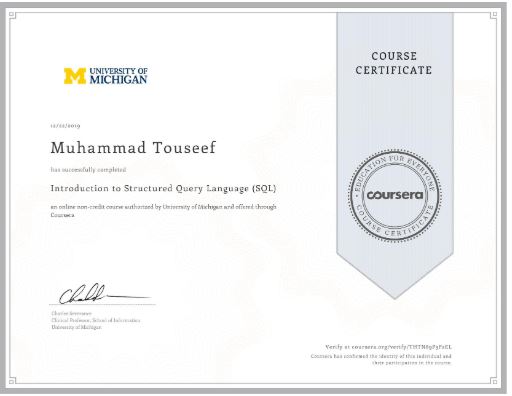 UNIVERSITY OF
MICHIGAN
COURSE
CERTIFICATE
12/22/2019
Muhammad Touseef
has successfully completed
Introduction to Structured Query Language (SQL)
an online non-credit course authorized by University of Michigan and offered through
Coursera
EDUCATION FOR EVERYONE
coursera
COURSE CERTIFICATE
Charles Severance
Clinical Professor, School of Information
University of Michigan
Verify at coursera.org/verify/
Coursera has confirmed the identity of this individual and
their participation in the course.